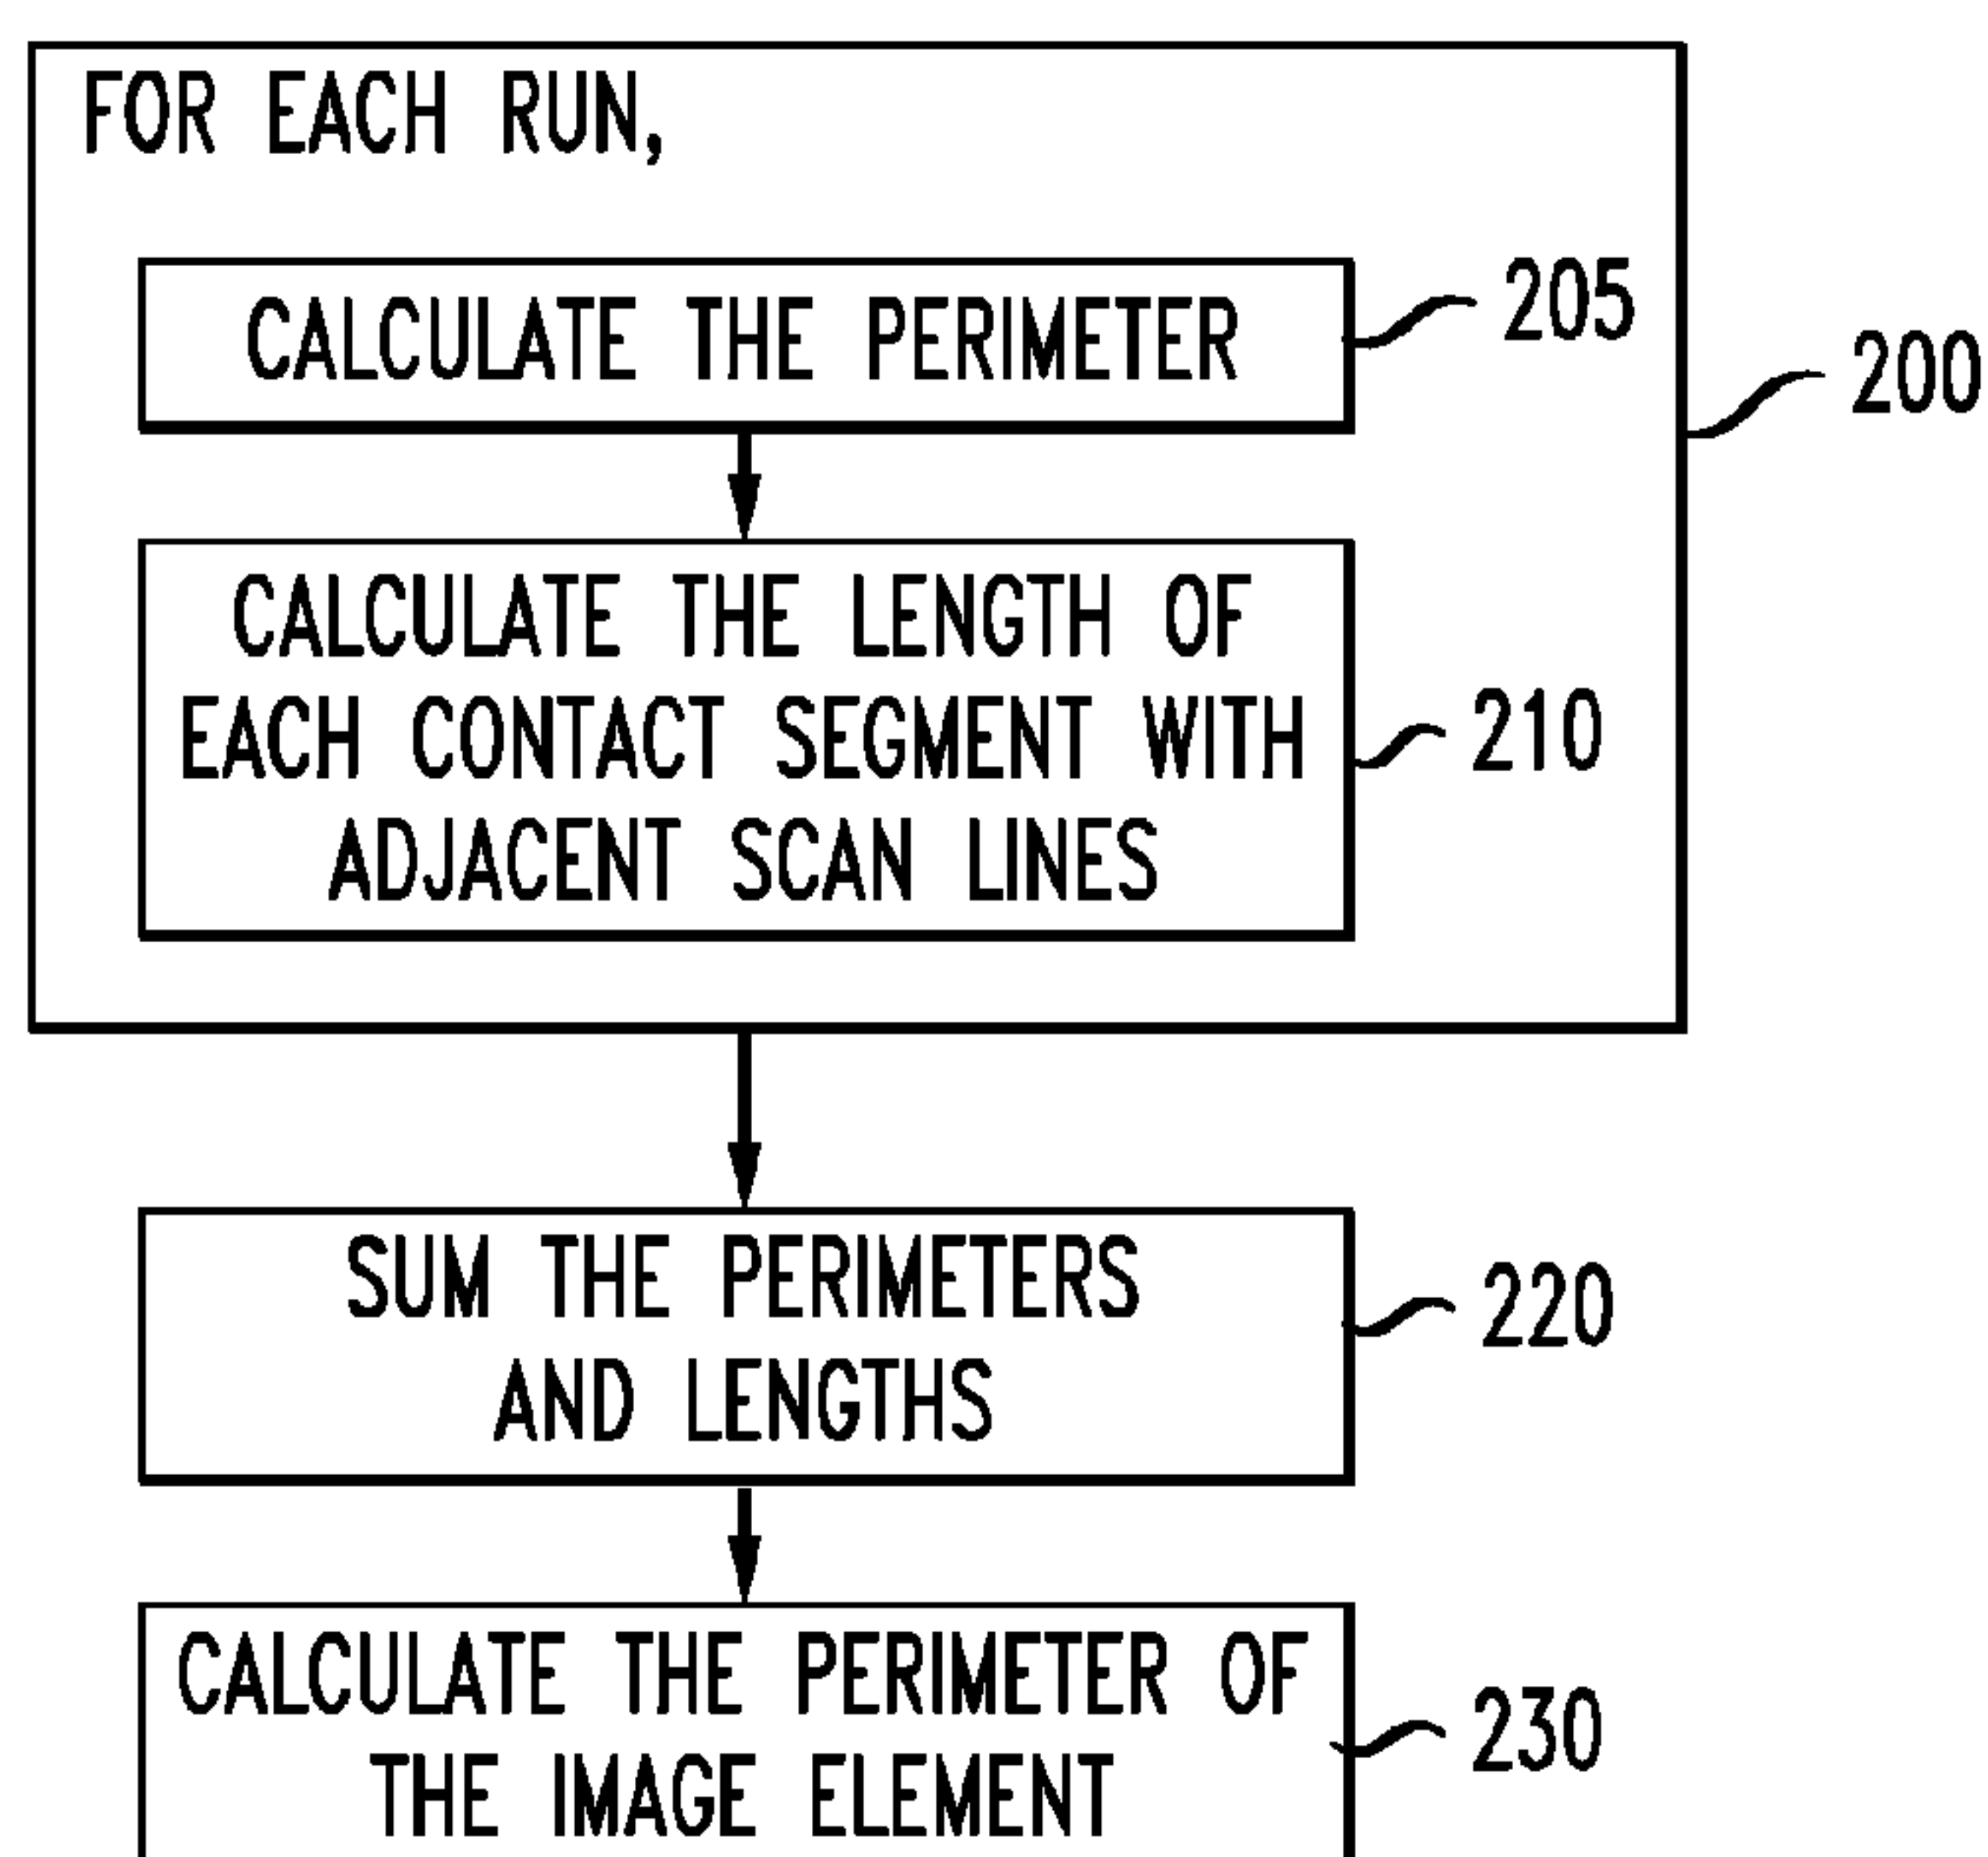 FOR EACH RUN,
CALCULATE THE PERIMETER
205
200
CALCULATE THE LENGTH OF
EACH CONTACT SEGMENT WITH
ADJACENT SCAN LINES
210
SUM THE PERIMETERS
AND LENGTHS
220
CALCULATE THE PERIMETER OF
THE IMAGE ELEMENT
230